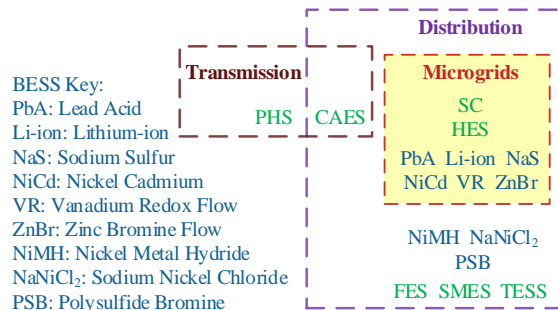 Distribution
Transmission
PHS CAES
Microgrids
SC
HES
PbA Li-ion NaS
NiCd VR ZnBr
NiMH NaNiCl₂
PSB
FES SMES TESS
BESS Key:
PbA: Lead Acid
Li-ion: Lithium-ion
NaS: Sodium Sulfur
NiCd: Nickel Cadmium
VR: Vanadium Redox Flow
ZnBr: Zinc Bromine Flow
NiMH: Nickel Metal Hydride
NaNiCl₂: Sodium Nickel Chloride
PSB: Polysulfide Bromine